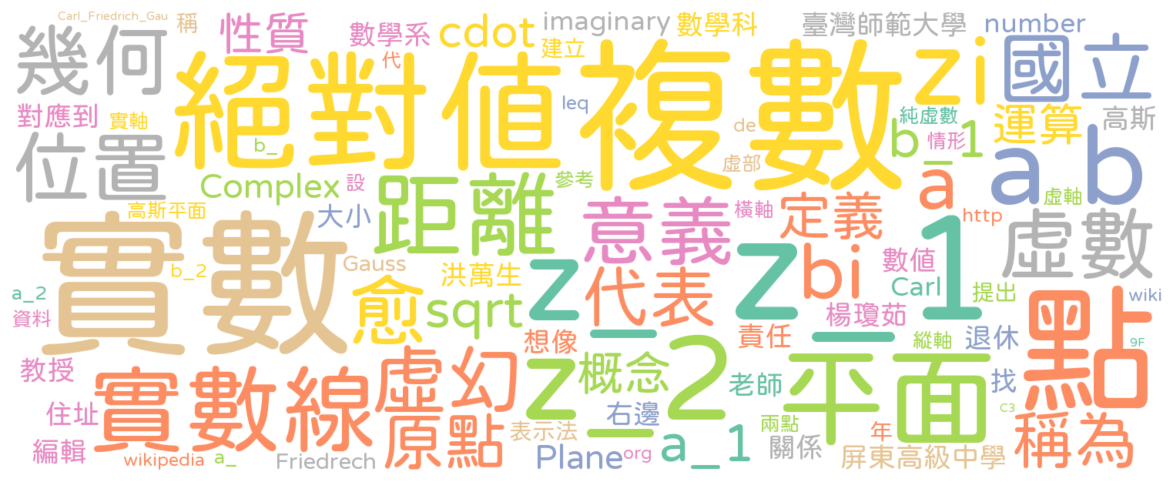 Carl_Friedrich_Gau
稱
性質
數學系
cdot
imaginary
數學科
臺灣師範大學
number
幾何
代
建立
zi
國立
絕對值
複數
leq
對應到
實軸
b_
de
純虛數
運算
高斯
b_1
情形
位置
虛部
a_b
Complex
設
距離
參考
a
虛軸
高斯平面
大小
意義
橫軸
定義
http
虛數
實數
Gauss
洪萬生
z_1
bi
數值
b_2
愈
sqrt
z_2
代表
Carl
提出
點
wiki
a_2
資料
楊瓊茹
想像
責任
縱軸
退休
9F
教授
實數線
虛幻
概念
老師
平面
找
住址
原點
右邊
兩點
C3
編輯
wikipedia
a_
Friedrech
表示法
Plane
org
a_1
關係
年
屏東高級中學
稱為